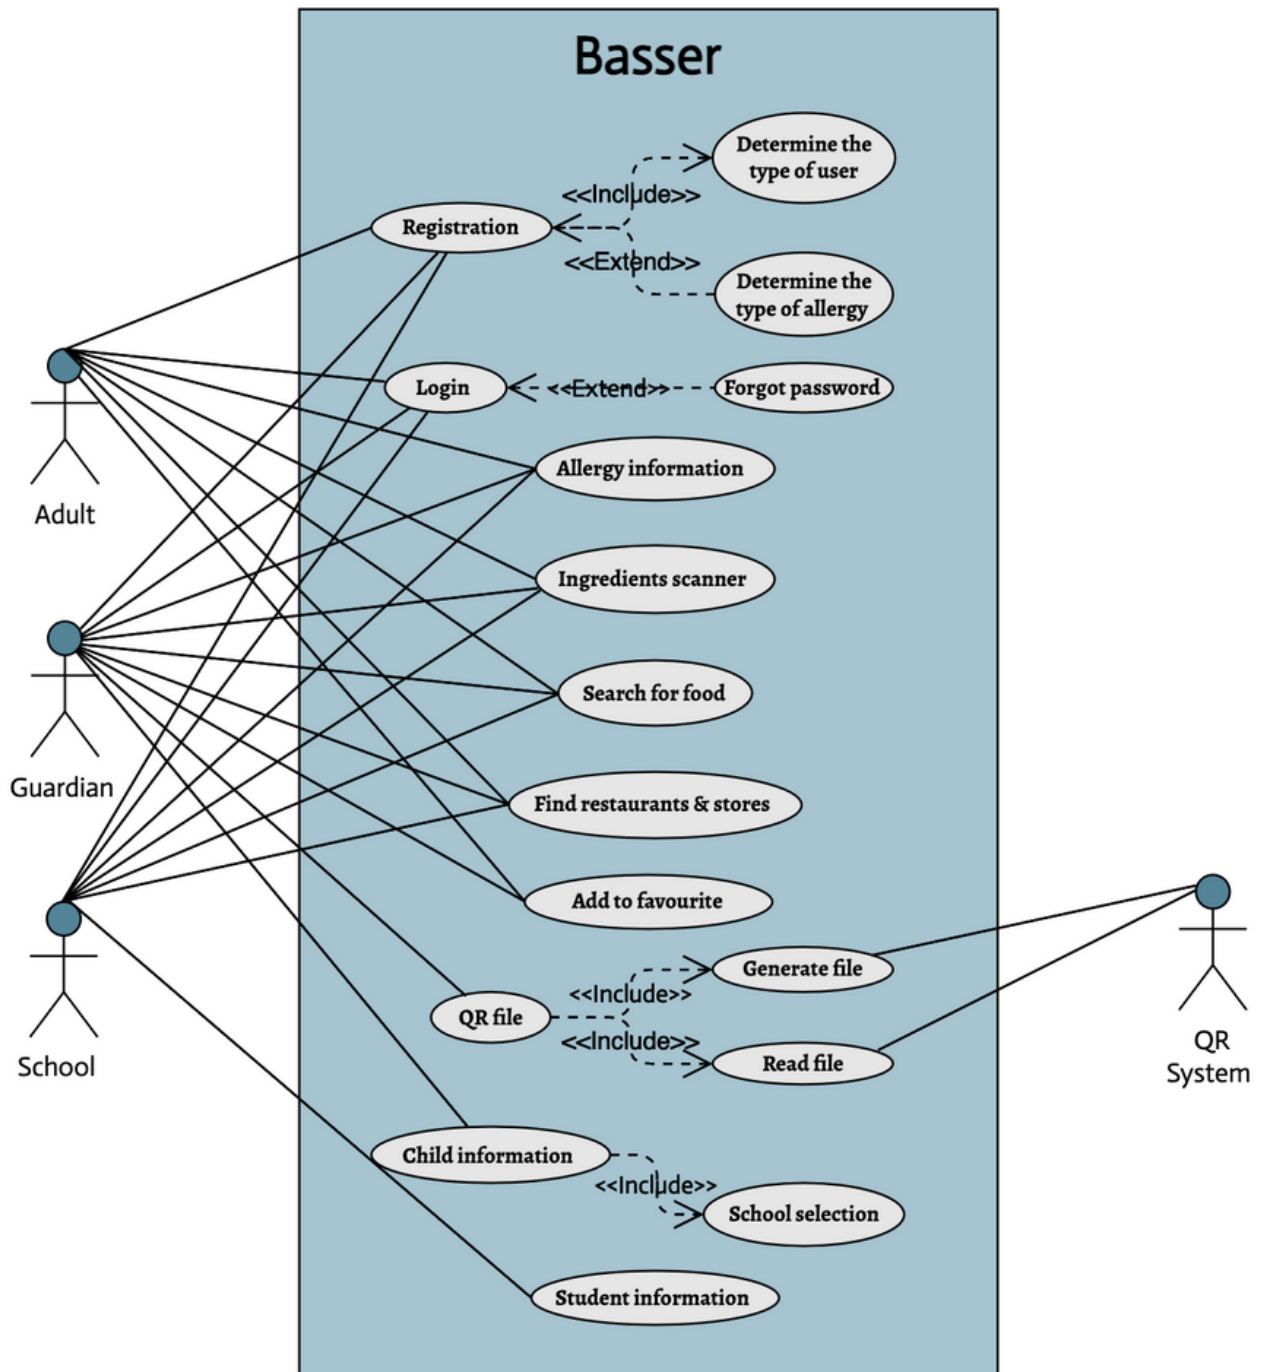 Basser
Determine the
type of user
<<Include>>
Registration
<<Extend>>
Determine the
type of allergy
Login
<<Extend>>
Forgot password
Allergy information
Adult
Ingredients scanner
Search for food
Guardian
Find restaurants & stores
Add to favourite
Generate file
<<Include>>
QR file
<<Include>>
Read file
School
QR
System
Child information
<<Include>>
School selection
Student information